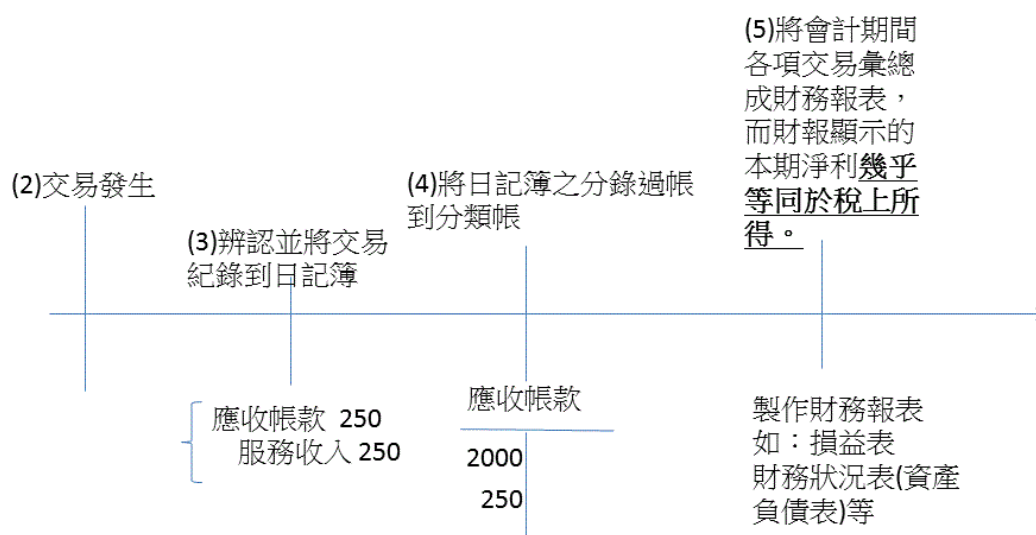 (2)交易發生
(3)辨認並將交易
紀錄到日記簿
(4)將日記簿之分錄過帳
到分類帳
(5)將會計期間
各項交易彙總
成財務報表，
而財報顯示的
本期淨利幾乎
等同於稅上所
得。
應收帳款 250
服務收入 250
應收帳款
2000
250
製作財務報表
如：損益表
財務狀況表(資產
負債表)等